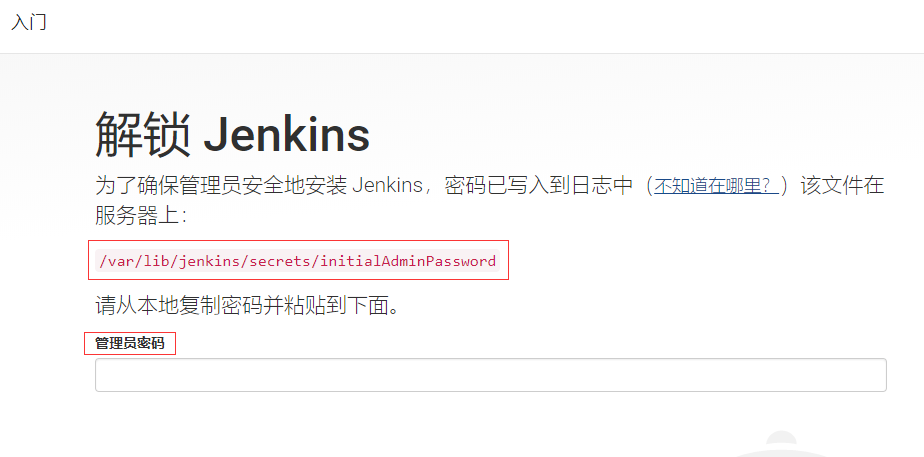 入门
解锁 Jenkins
为了确保管理员安全地安装 Jenkins，密码已写入到日志中（不知道在哪里？）该文件在
服务器上：
/var/lib/jenkins/secrets/initialAdminPassword
请从本地复制密码并粘贴到下面。
管理员密码